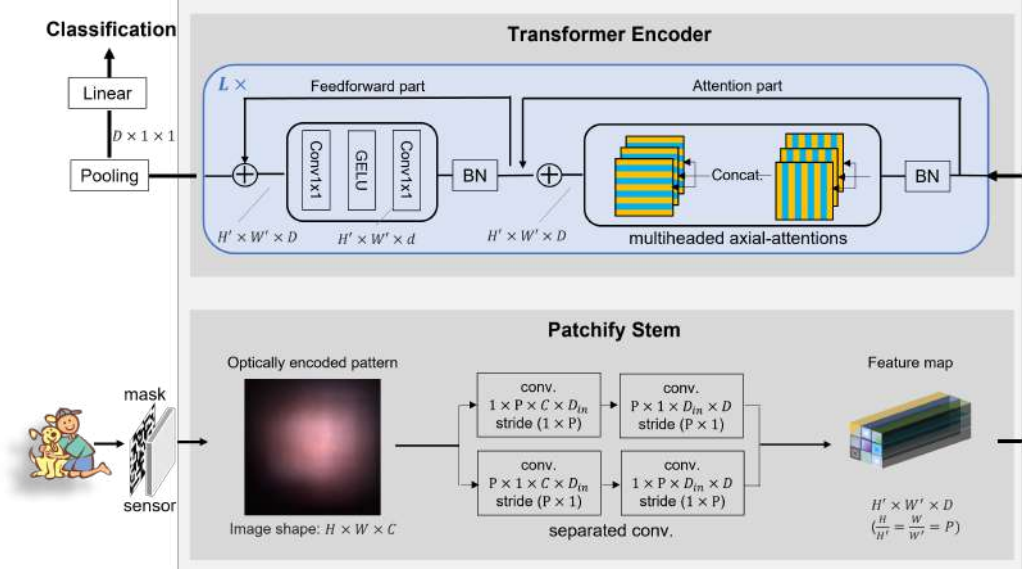 Classification
Linear
D × 1 × 1
Pooling
Transformer Encoder
L ×
Feedforward part
Attention part
Conv1x1
GELU
Conv1x1
BN
Concat.
BN
H′ × W′ × D
H′ × W′ × d
H′ × W′ × D
multiheaded axial-attentions
Patchify Stem
mask
sensor
Optically encoded pattern
Image shape: H × W × C
conv.
1 × P × C × D_in
stride (1 × P)
conv.
P × 1 × D_in × D
stride (P × 1)
conv.
P × 1 × C × D_in
stride (P × 1)
conv.
1 × P × D_in × D
stride (1 × P)
separated conv.
Feature map
H′ × W′ × D
(H/H′ = W/W′ = P)